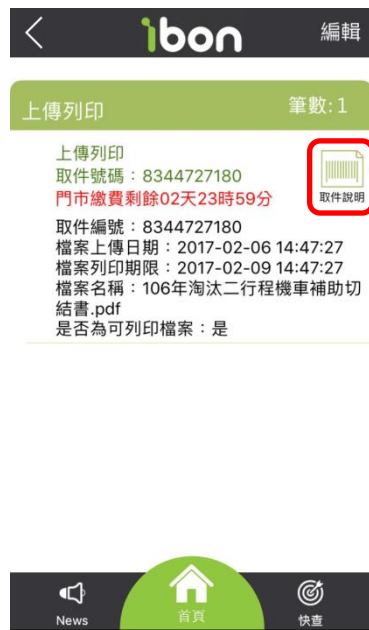 ibon
編輯
上傳列印
筆數:1
上傳列印
取件號碼：8344727180
門市繳費剩餘02天23時59分
取件說明
取件編號：8344727180
檔案上傳日期：2017-02-06 14:47:27
檔案列印期限：2017-02-09 14:47:27
檔案名稱：106年淘汰二行程機車補助切
結書.pdf
是否為可列印檔案：是
News
首頁
快查